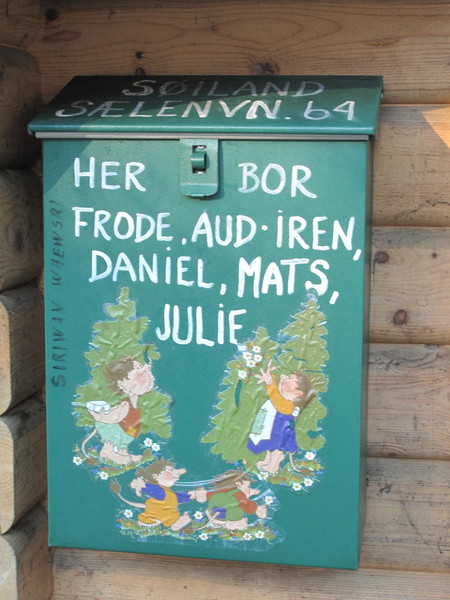 SØILAND
SÆLENVN. 64
HER BOR
FRODE, AUD·IREN,
DANIEL, MATS,
JULIE